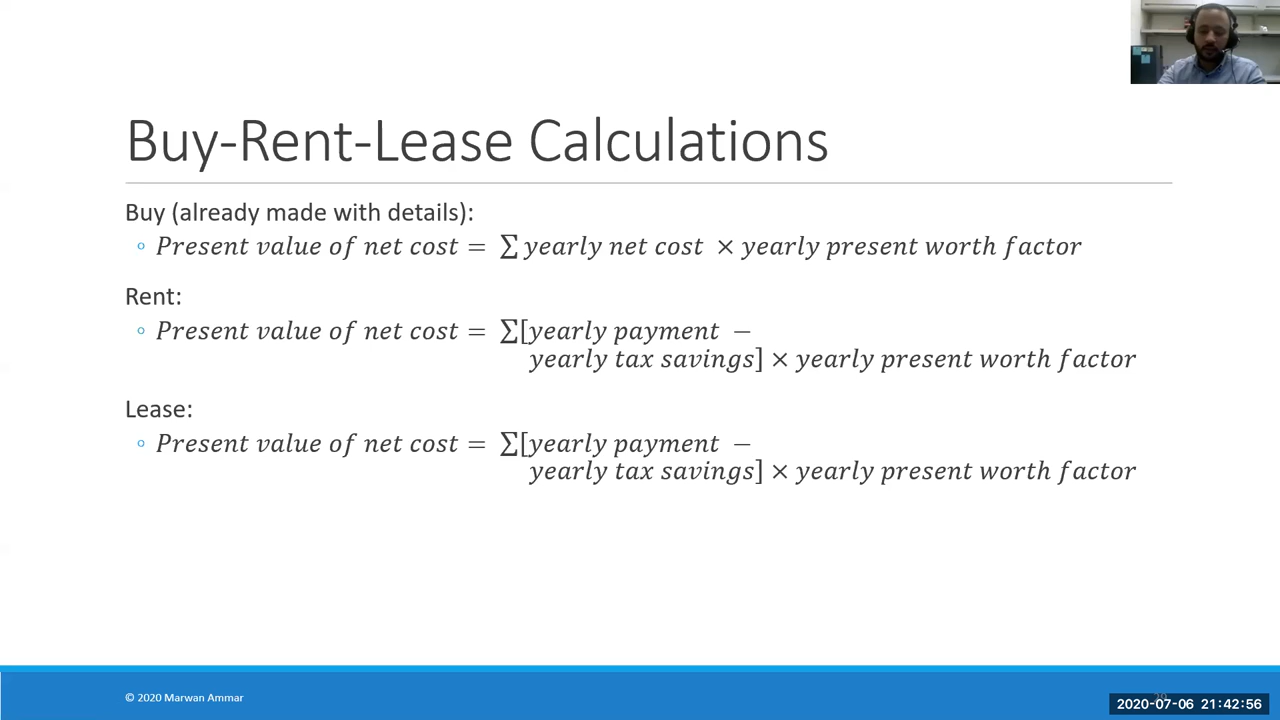 Buy-Rent-Lease Calculations
Buy (already made with details):
◦ Present value of net cost = ∑ yearly net cost × yearly present worth factor
Rent:
◦ Present value of net cost = ∑[yearly payment −
yearly tax savings] × yearly present worth factor
Lease:
◦ Present value of net cost = ∑[yearly payment −
yearly tax savings] × yearly present worth factor
© 2020 Marwan Ammar
2020-07-06 21:42:56